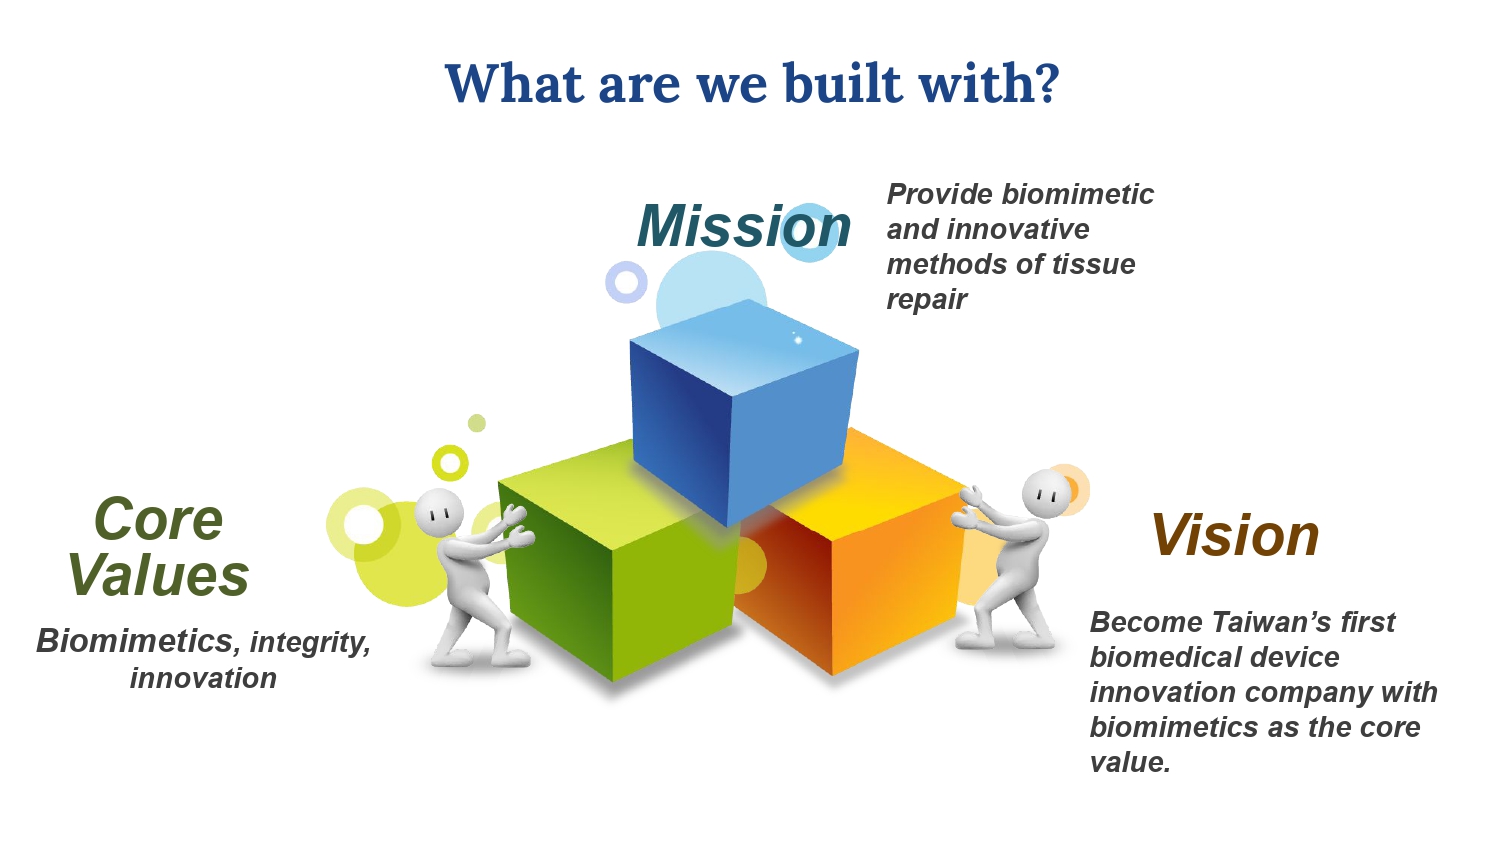 What are we built with?
Mission
Provide biomimetic
and innovative
methods of tissue
repair
Core
Values
Biomimetics, integrity,
innovation
Vision
Become Taiwan’s first
biomedical device
innovation company with
biomimetics as the core
value.